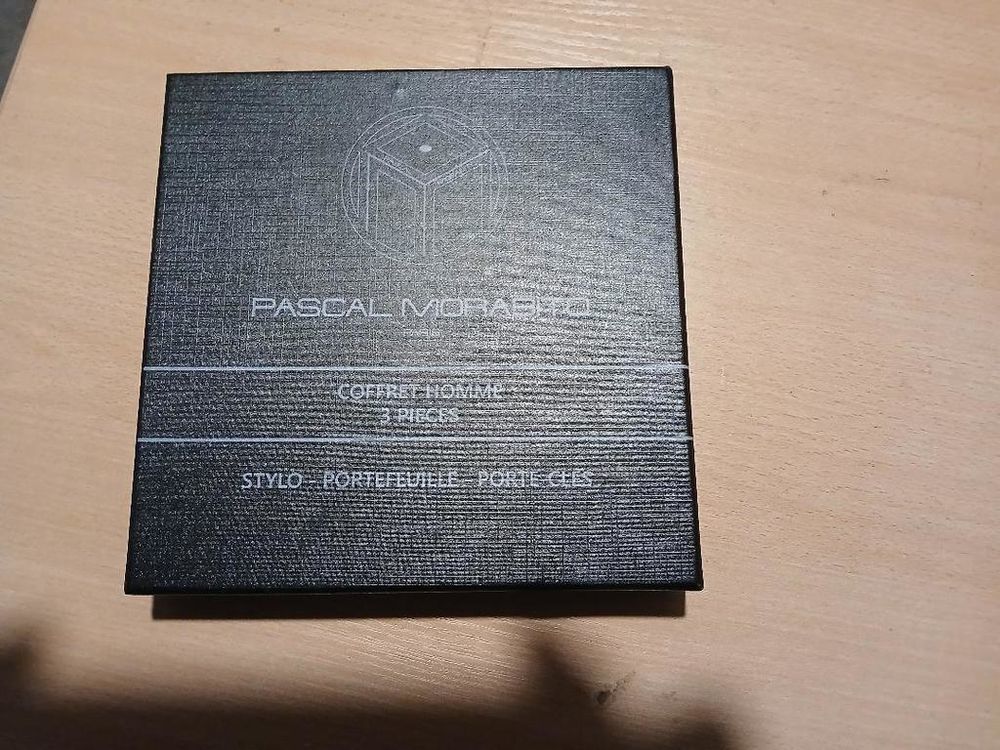 PASCAL MORABITO
COFFRET HOMME
3 PIECES
STYLO - PORTEFEUILLE - PORTE-CLES